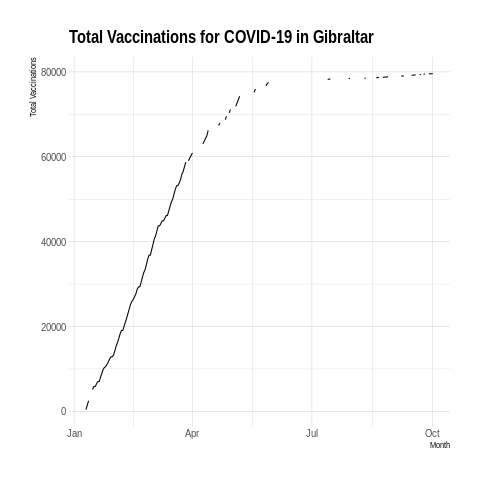 Total Vaccinations for COVID-19 in Gibraltar
Total Vaccinations
80000
60000
40000
20000
0
Jan Apr Jul Oct
Month